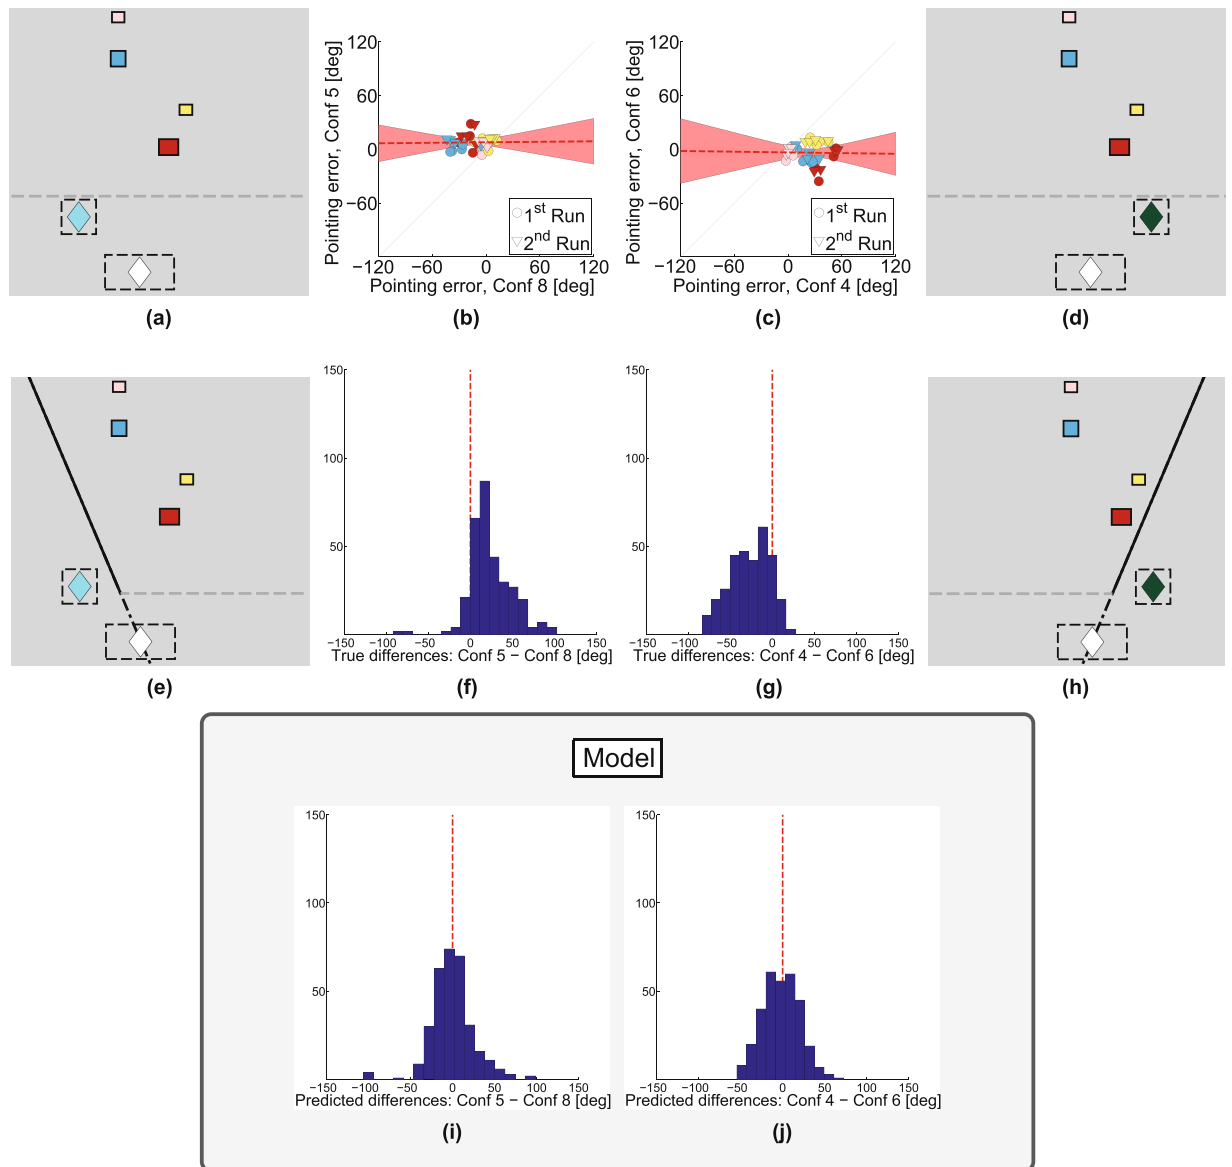 120
60
0
−60
−120
−60
0
60
120
Pointing error, Conf 5 [deg]
Pointing error, Conf 8 [deg]
1st Run
2nd Run
120
60
0
−60
−120
−60
0
60
120
Pointing error, Conf 6 [deg]
Pointing error, Conf 4 [deg]
1st Run
2nd Run
(a)
(b)
(c)
(d)
150
100
50
−150
−100
−50
0
50
100
150
True differences: Conf 5 − Conf 8 [deg]
150
100
50
−150
−100
−50
0
50
100
150
True differences: Conf 4 − Conf 6 [deg]
(e)
(f)
(g)
(h)
Model
150
100
50
−150
−100
−50
0
50
100
150
Predicted differences: Conf 5 − Conf 8 [deg]
150
100
50
−150
−100
−50
0
50
100
150
Predicted differences: Conf 4 − Conf 6 [deg]
(i)
(j)